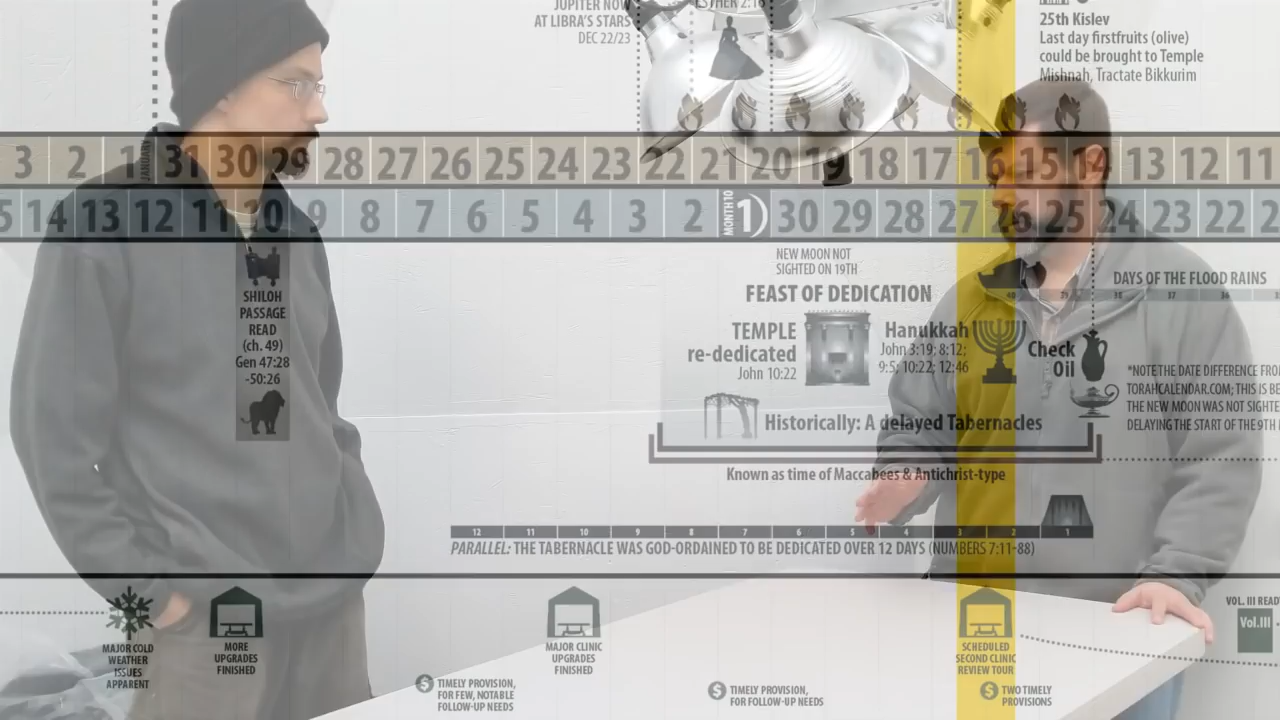 JUPITER NOW
AT LIBRA'S STARS
DEC 22/23
ESTHER 2:16
25th Kislev
Last day firstfruits (olive)
could be brought to Temple
Mishnah, Tractate Bikkurim
3 2 1 JANUARY 31 30 29 28 27 26 25 24 23 22 21 20 19 18 17 16 15 14 13 12 11
15 14 13 12 11 10 9 8 7 6 5 4 3 2 10TH MONTH 1) 30 29 28 27 26 25 24 23 22
NEW MOON NOT
SIGHTED ON 19TH
FEAST OF DEDICATION
TEMPLE
re-dedicated
John 10:22
Hanukkah
John 3:19; 8:12;
9:5; 10:22; 12:46
Check
Oil
DAYS OF THE FLOOD RAINS
40 39 38 37 36
*NOTE THE DATE DIFFERENCE FROM
TORAHCALENDAR.COM; THIS IS BE
THE NEW MOON WAS NOT SIGHTE
DELAYING THE START OF THE 9TH
SHILOH
PASSAGE
READ
(ch. 49)
Gen 47:28
-50:26
Historically: A delayed Tabernacles
Known as time of Maccabees & Antichrist-type
12 11 10 9 8 7 6 5 4 3 2 1
PARALLEL: THE TABERNACLE WAS GOD-ORDAINED TO BE DEDICATED OVER 12 DAYS (NUMBERS 7:11-88)
MAJOR COLD
WEATHER
ISSUES
APPARENT
MORE
UPGRADES
FINISHED
MAJOR CLINIC
UPGRADES
FINISHED
SCHEDULED
SECOND CLINIC
REVIEW TOUR
VOL. III READ
Vol.III
$ TIMELY PROVISION,
FOR FEW, NOTABLE
FOLLOW-UP NEEDS
$ TIMELY PROVISION,
FOR FOLLOW-UP NEEDS
$ TWO TIMELY
PROVISIONS